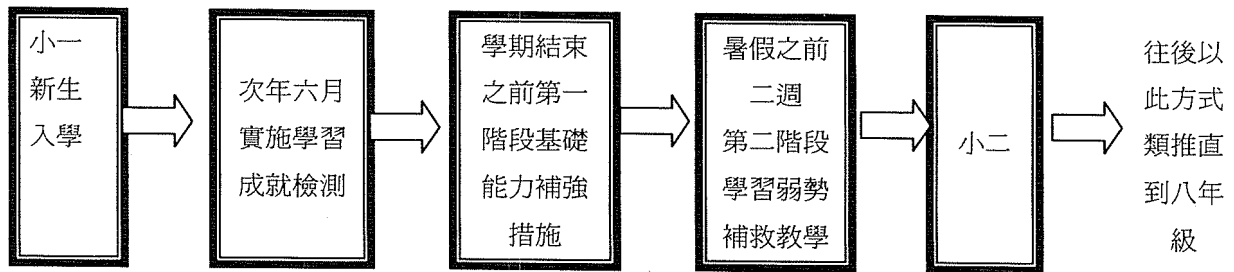 小一
新生
入學
次年六月
實施學習
成就檢測
學期結束
之前第一
階段基礎
能力補強
措施
暑假之前
二週
第二階段
學習弱勢
補救教學
小二
往後以
此方式
類推直
到八年
級